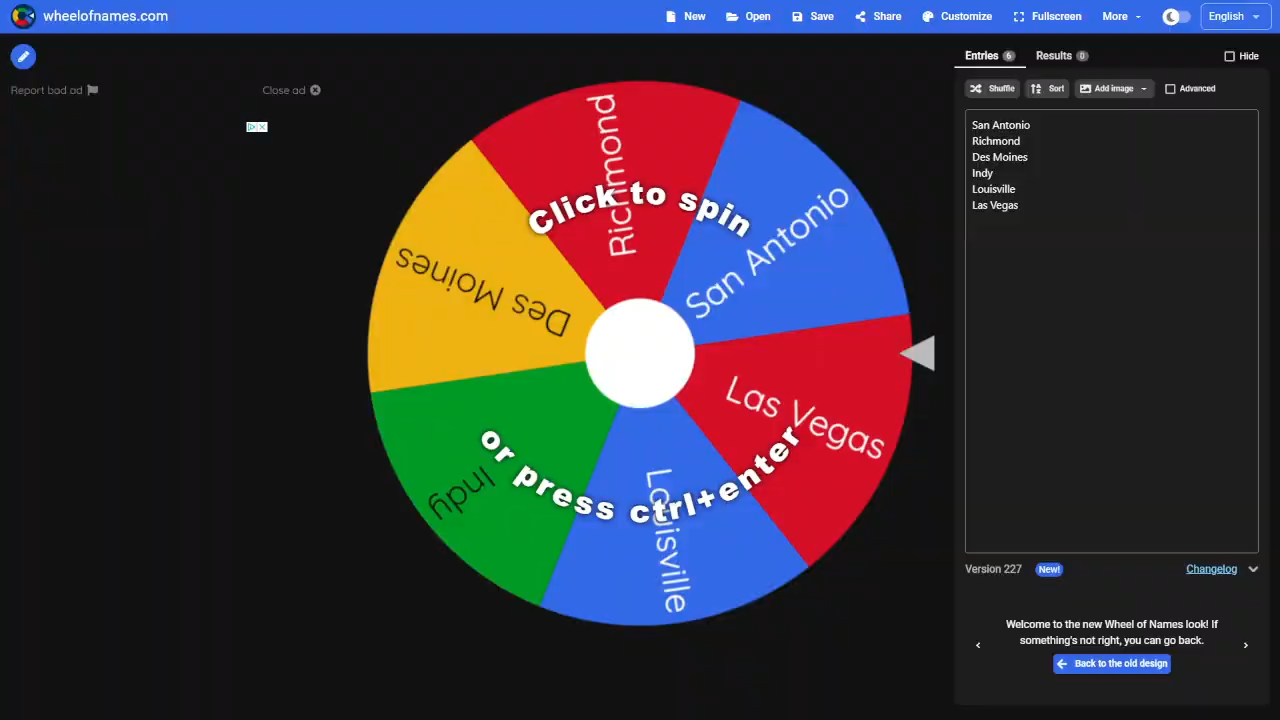 wheelofnames.com
New
Open
Save
Share
Customize
Fullscreen
More
English
Report bad ad
Close ad
Entries 6
Results 0
Hide
Shuffle
Sort
Add image
Advanced
San Antonio
Richmond
Des Moines
Indy
Louisville
Las Vegas
Richmond
San Antonio
Des Moines
Las Vegas
Indy
Louisville
Click to spin
or press ctrl+enter
Version 227
New!
Changelog
Welcome to the new Wheel of Names look! If
something's not right, you can go back.
Back to the old design